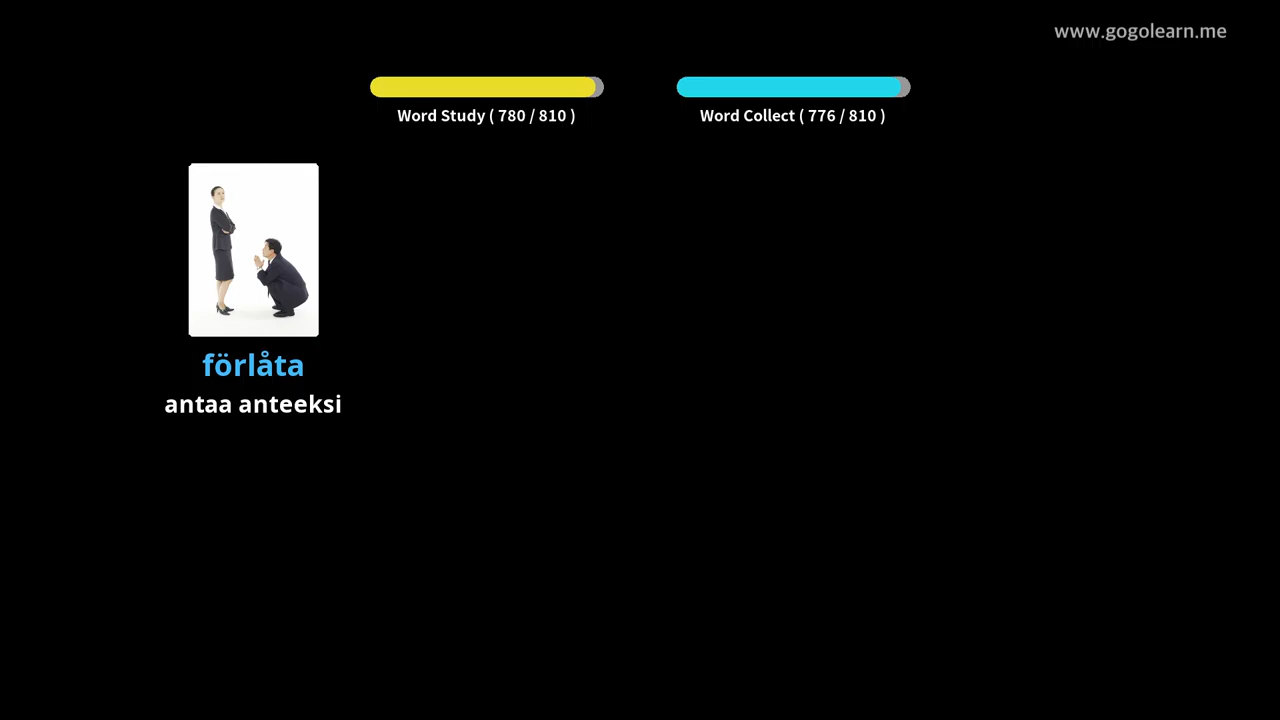 www.gogolearn.me
Word Study ( 780 / 810 )
Word Collect ( 776 / 810 )
förlåta
antaa anteeksi